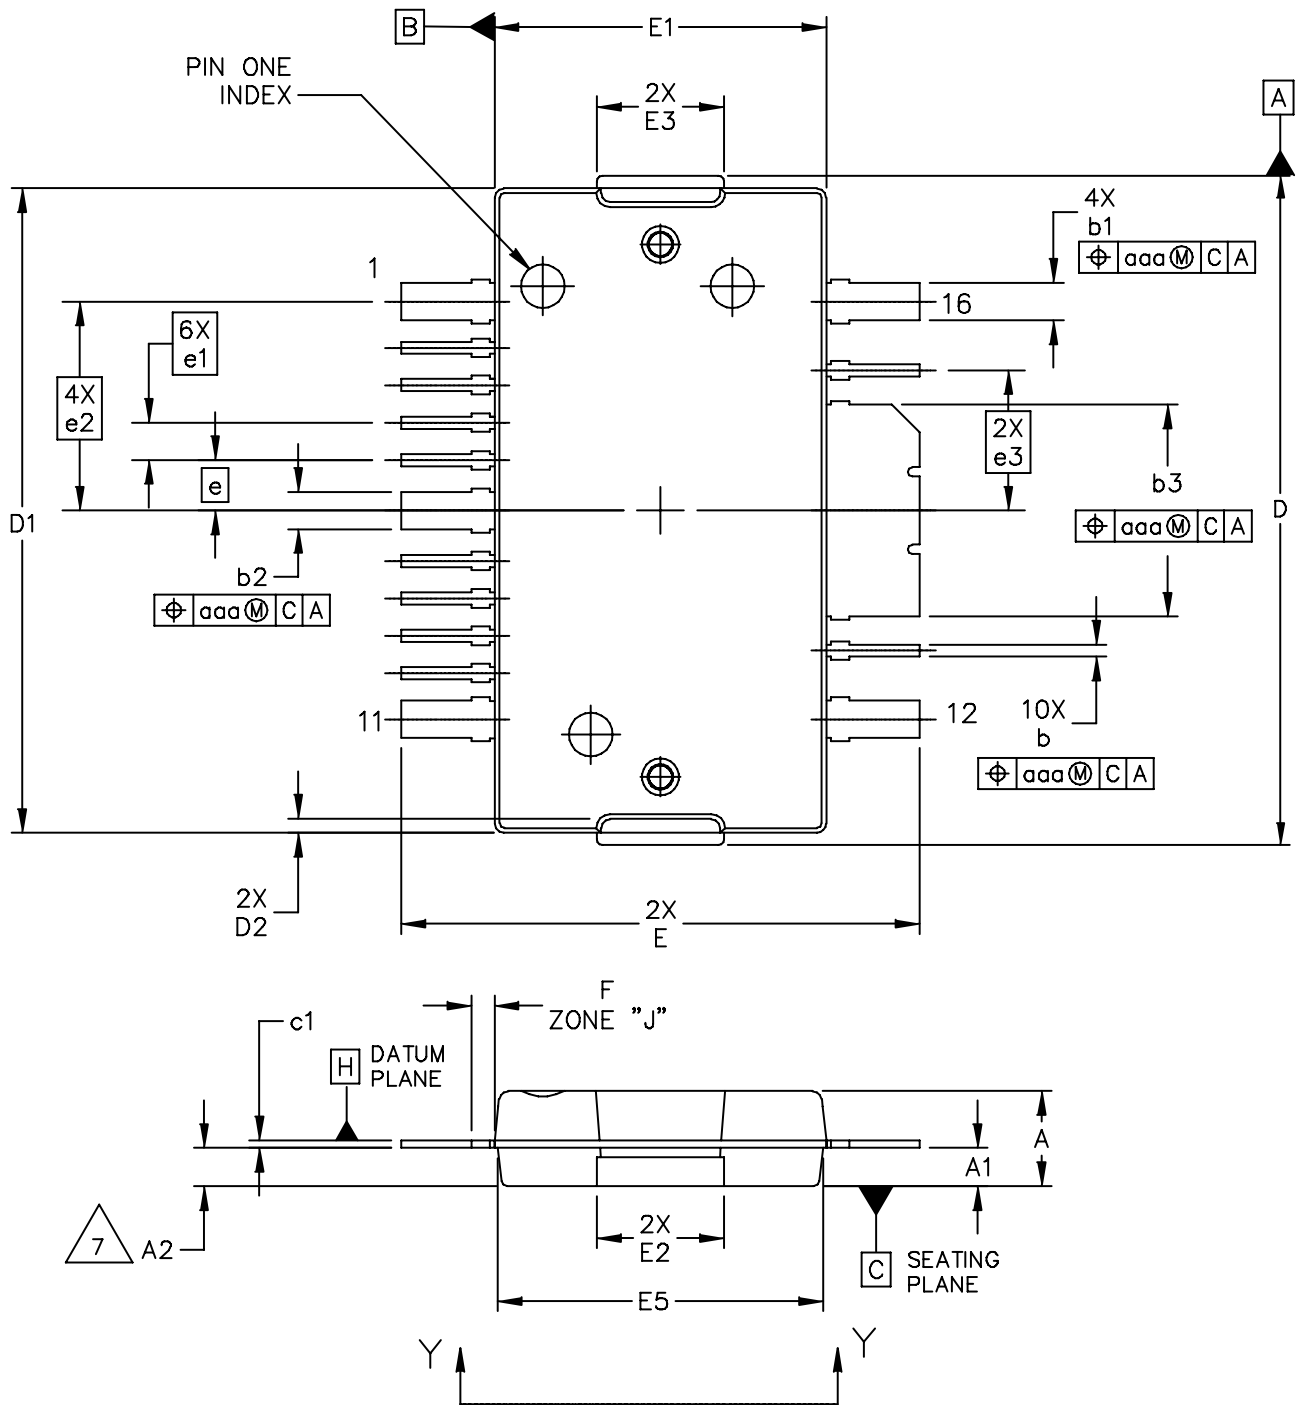 B
E1
PIN ONE
INDEX
2X
E3
A
4X
b1
⌖ aaa Ⓜ C A
1
16
6X
e1
4X
e2
2X
e3
e
b3
D1
D
⌖ aaa Ⓜ C A
b2
⌖ aaa Ⓜ C A
11
12
10X
b
⌖ aaa Ⓜ C A
2X
D2
2X
E
F
ZONE "J"
c1
H
DATUM
PLANE
A
A1
7
A2
2X
E2
C
SEATING
PLANE
E5
Y
Y